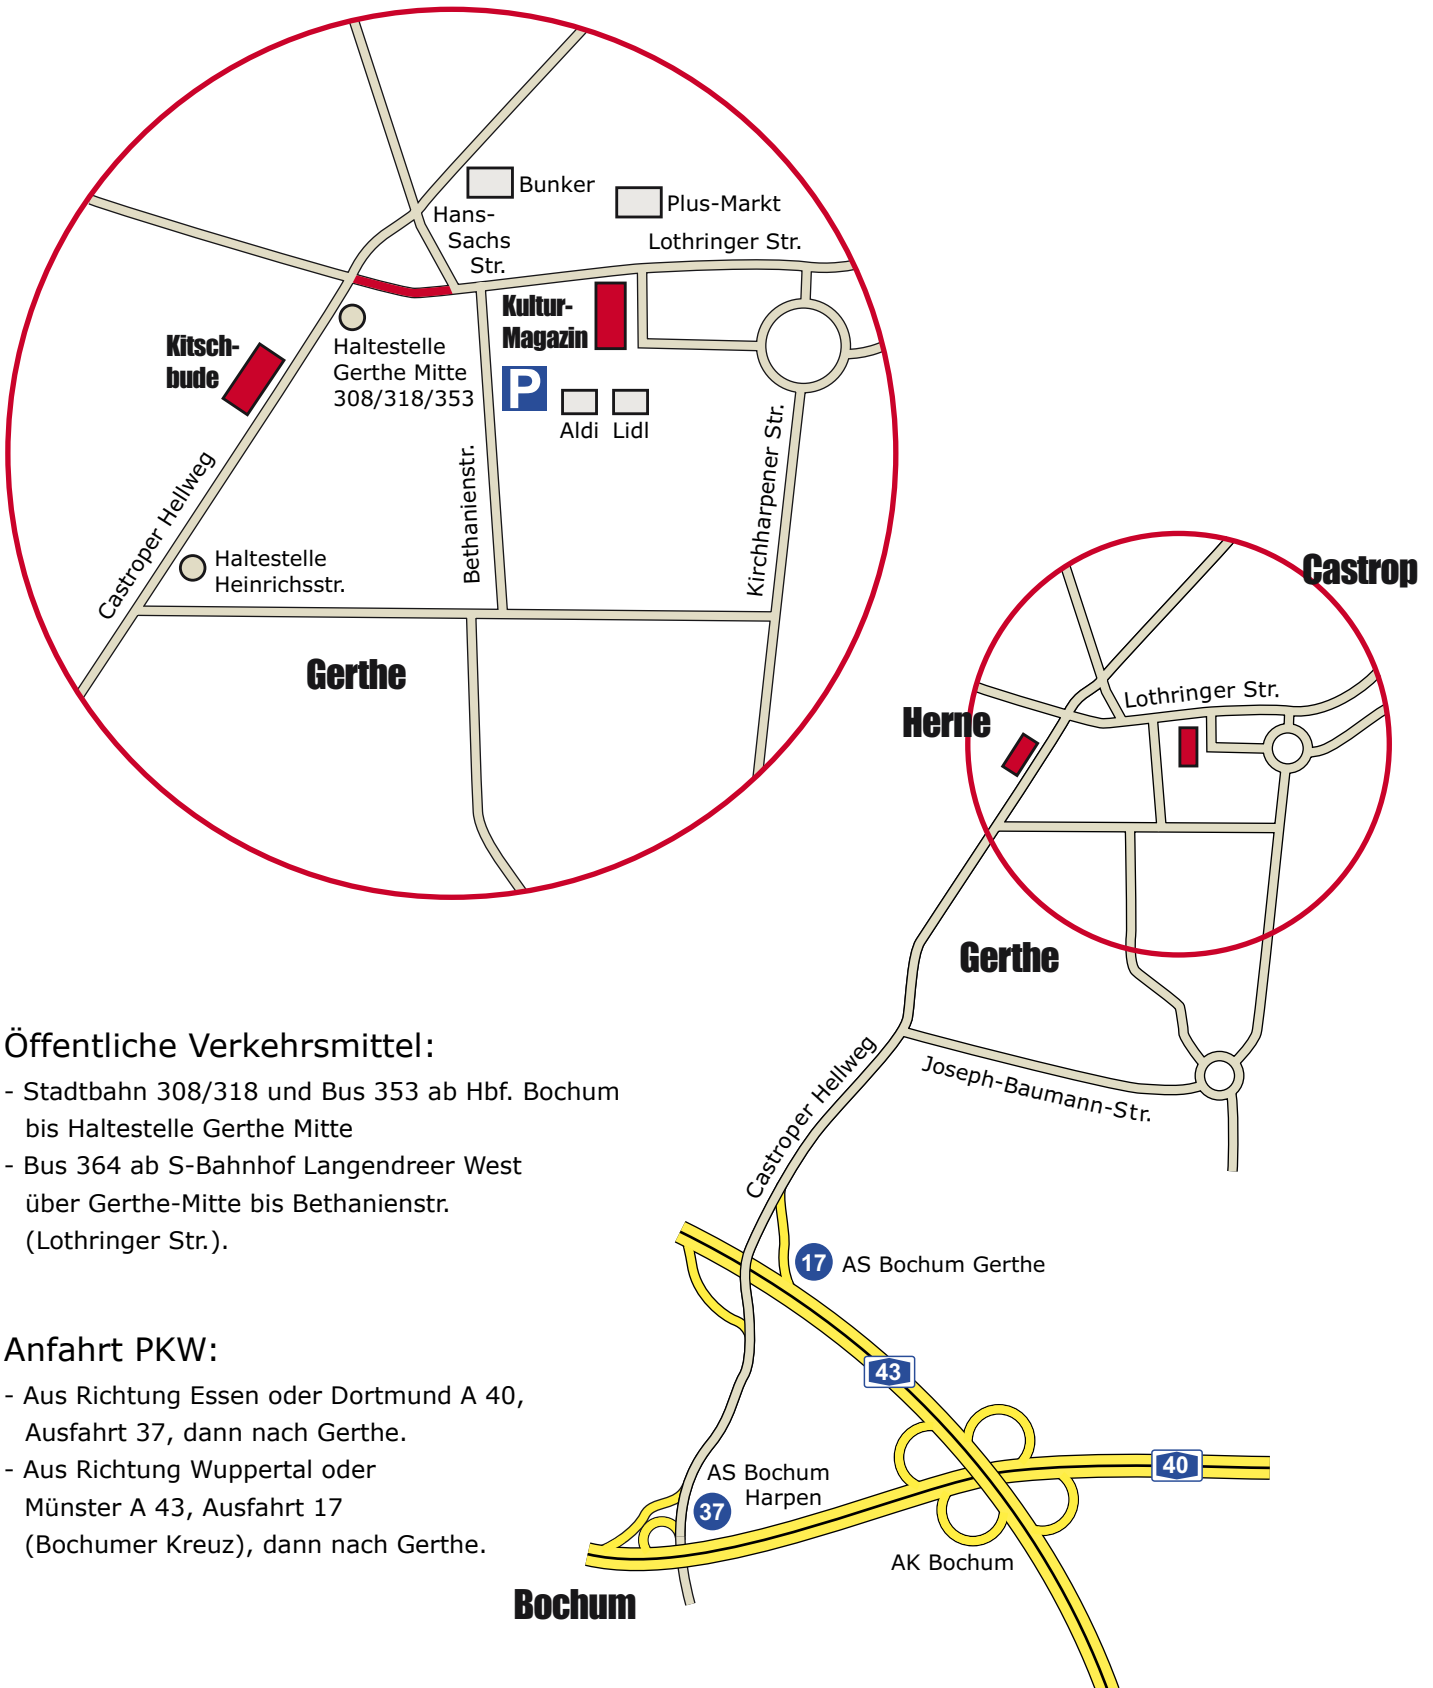 Bunker
Plus-Markt
Hans-
Sachs
Str.
Lothringer Str.
Kultur-
Magazin
Kitsch-
bude
Haltestelle
Gerthe Mitte
308/318/353
P
Aldi
Lidl
Castroper Hellweg
Bethanienstr.
Kirchharpener Str.
Haltestelle
Heinrichsstr.
Gerthe
Castrop
Lothringer Str.
Herne
Gerthe
Castroper Hellweg
Joseph-Baumann-Str.
Öffentliche Verkehrsmittel:
- Stadtbahn 308/318 und Bus 353 ab Hbf. Bochum
bis Haltestelle Gerthe Mitte
- Bus 364 ab S-Bahnhof Langendreer West
über Gerthe-Mitte bis Bethanienstr.
(Lothringer Str.).
17
AS Bochum Gerthe
Anfahrt PKW:
- Aus Richtung Essen oder Dortmund A 40,
Ausfahrt 37, dann nach Gerthe.
- Aus Richtung Wuppertal oder
Münster A 43, Ausfahrt 17
(Bochumer Kreuz), dann nach Gerthe.
43
40
AS Bochum
Harpen
37
AK Bochum
Bochum